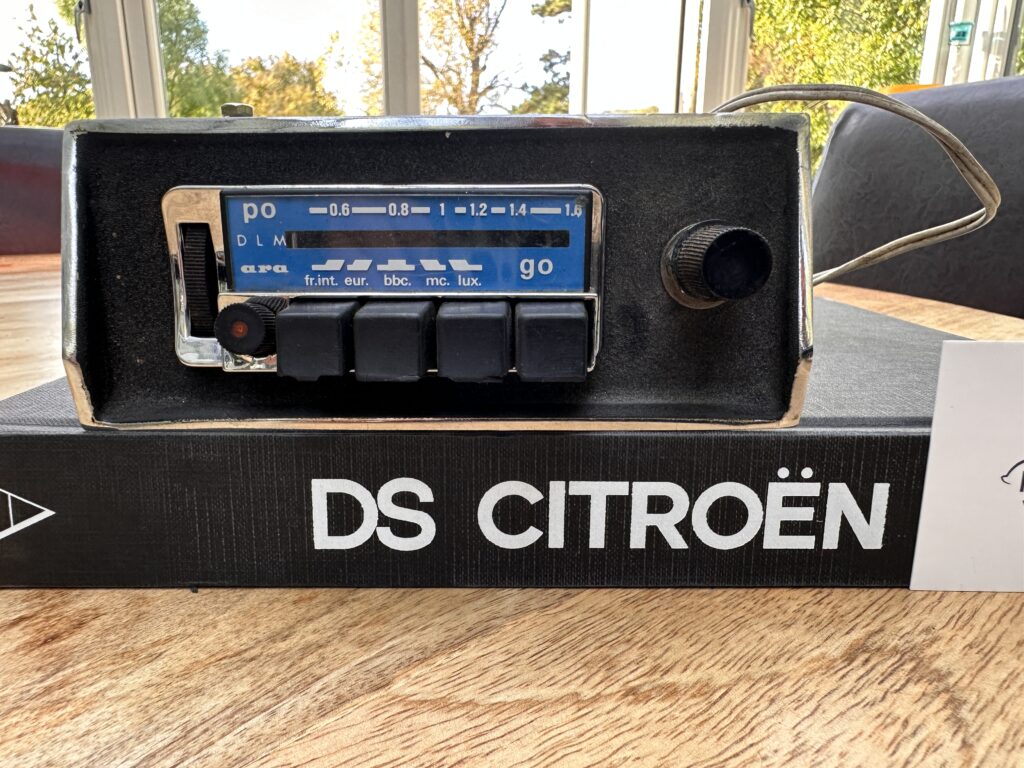 po 0.6 0.8 1 1.2 1.4 1.6
D L M
ara go
fr.int. eur. bbc. mc. lux.
DS CITROËN